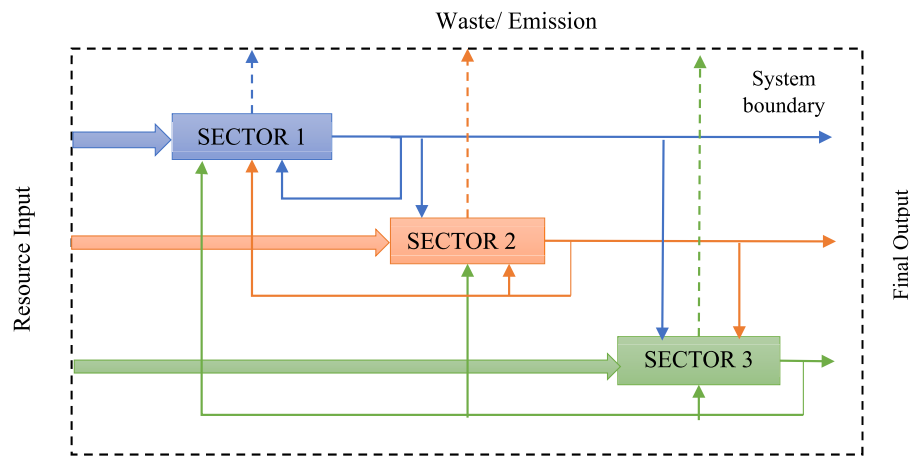 Waste/ Emission
System
boundary
SECTOR 1
Resource Input
SECTOR 2
Final Output
SECTOR 3